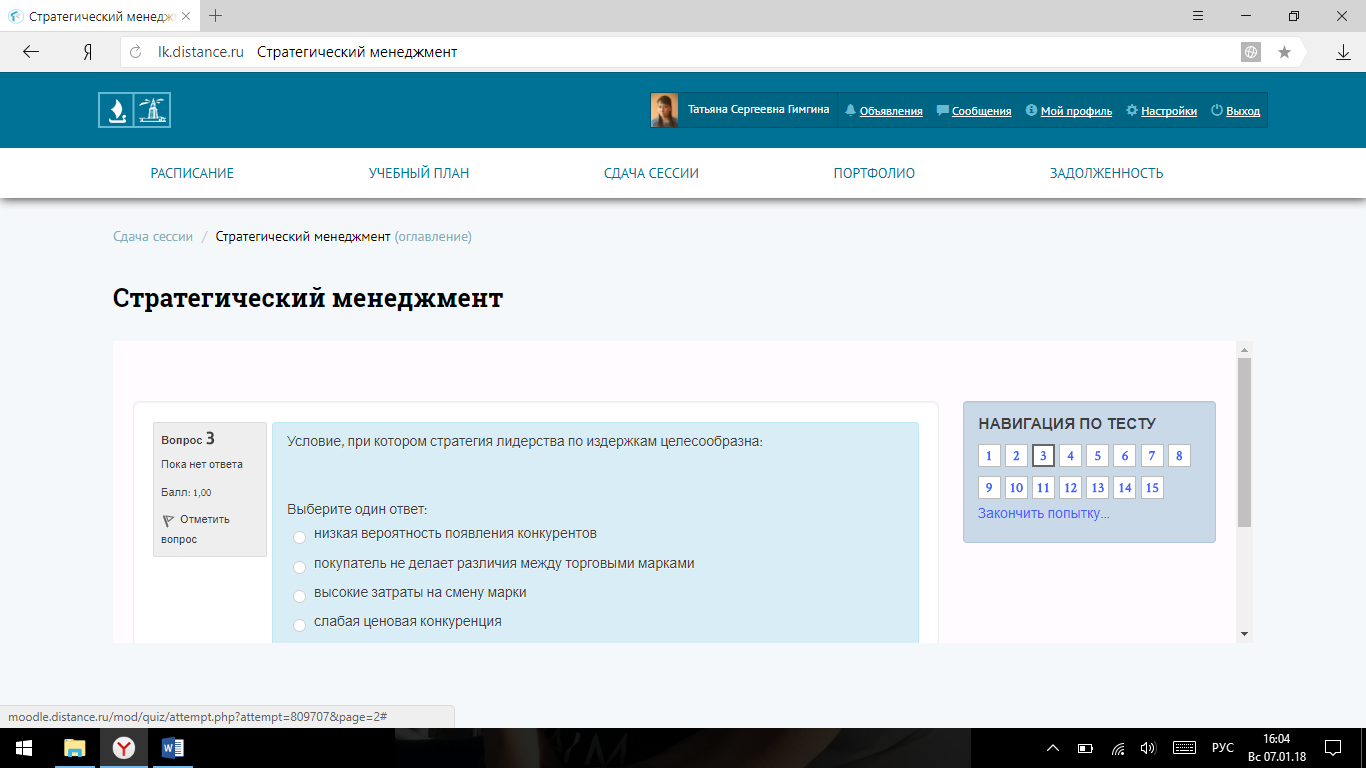 Стратегический менедж
lk.distance.ru Стратегический менеджмент
Татьяна Сергеевна Гимгина Объявления Сообщения Мой профиль Настройки Выход
РАСПИСАНИЕ УЧЕБНЫЙ ПЛАН СДАЧА СЕССИИ ПОРТФОЛИО ЗАДОЛЖЕННОСТЬ
Сдача сессии / Стратегический менеджмент (оглавление)
Стратегический менеджмент
Вопрос 3
Пока нет ответа
Балл: 1,00
Отметить
вопрос
Условие, при котором стратегия лидерства по издержкам целесообразна:
Выберите один ответ:
низкая вероятность появления конкурентов
покупатель не делает различия между торговыми марками
высокие затраты на смену марки
слабая ценовая конкуренция
НАВИГАЦИЯ ПО ТЕСТУ
1 2 3 4 5 6 7 8
9 10 11 12 13 14 15
Закончить попытку...
moodle.distance.ru/mod/quiz/attempt.php?attempt=809707&page=2#
РУС
16:04
Вс 07.01.18